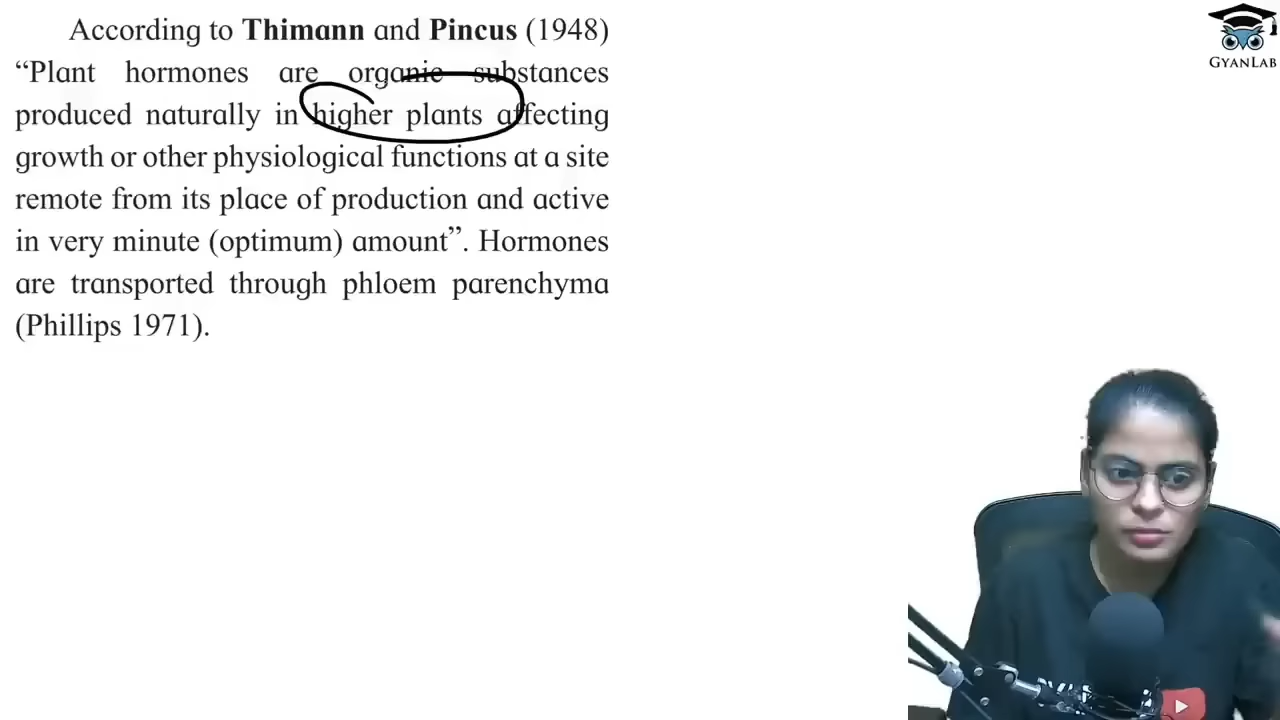 According to Thimann and Pincus (1948)
“Plant hormones are organic substances
produced naturally in higher plants affecting
growth or other physiological functions at a site
remote from its place of production and active
in very minute (optimum) amount”. Hormones
are transported through phloem parenchyma
(Phillips 1971).
GYANLAB